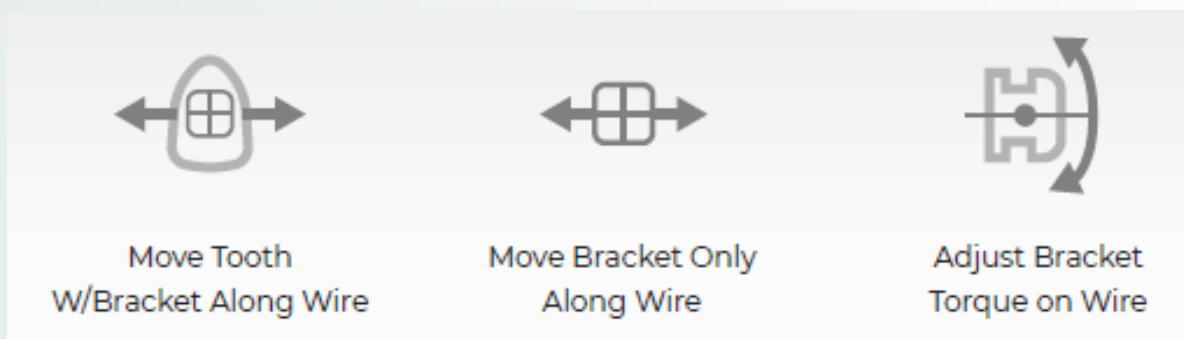 Move Tooth
W/Bracket Along Wire
Move Bracket Only
Along Wire
Adjust Bracket
Torque on Wire